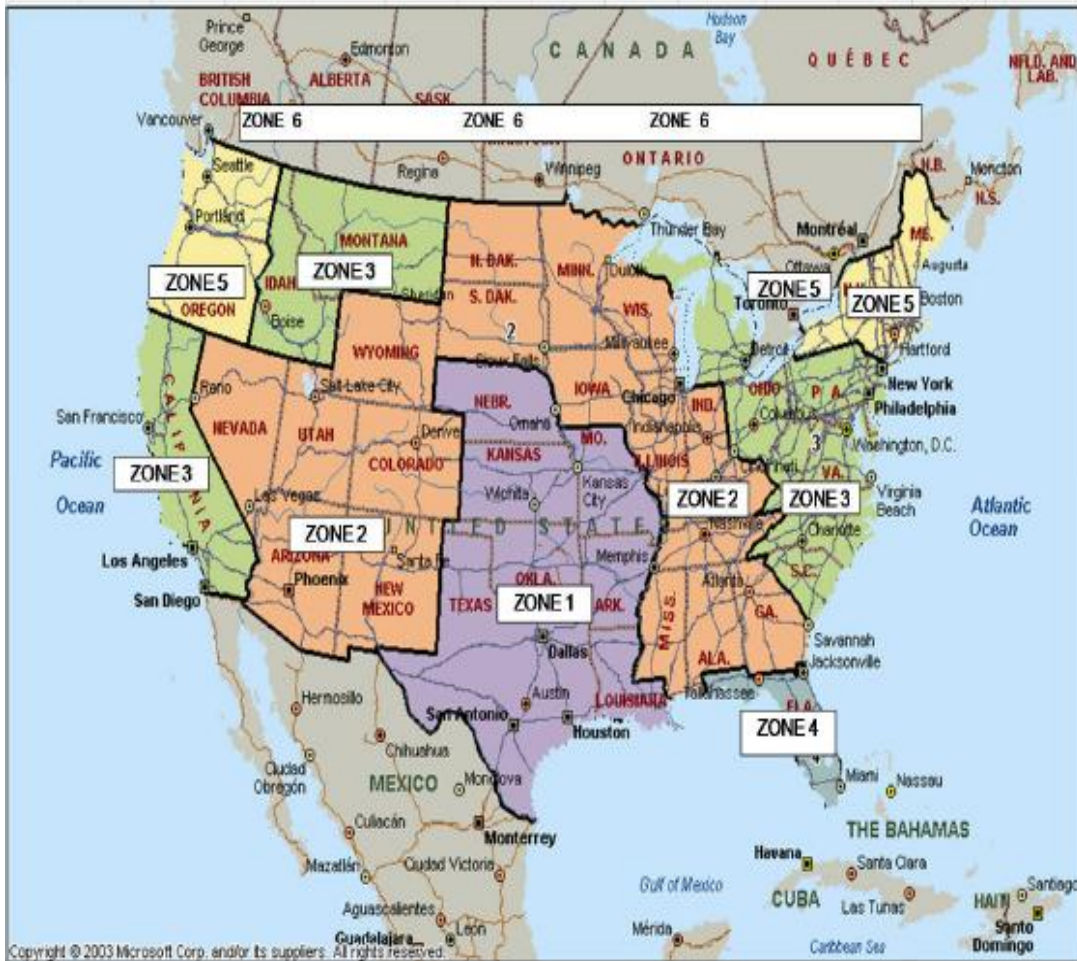 Prince
George
Edmonton
CANADA
Hudson
Bay
QUÉBEC
NFLD. AND
LAB.
BRITISH
COLUMBIA
ALBERTA
SASK.
Vancouver
ZONE 6
ZONE 6
ZONE 6
Regina
Winnipeg
ONTARIO
N.B.
Moncton
N.S.
Seattle
Portland
Thunder Bay
Montréal
Ottawa
ME.
Augusta
MONTANA
N. DAK.
MINN.
Duluth
ZONE 5
ZONE 3
IDAH
Sheridan
S. DAK.
WIS.
ZONE 5
Toronto
ZONE 5
Boston
OREGON
Boise
2
Hartford
WYOMING
Sioux Falls
Milwaukee
Detroit
New York
Reno
Salt Lake City
NEBR.
IOWA
Chicago
IND.
OHIO
P A.
Philadelphia
San Francisco
CALIF
NIA
NEVADA
UTAH
Denve
Omaha
MO.
Indianapolis
Columbus
Washington, D.C.
3
Pacific
Ocean
ZONE 3
COLORADO
KANSAS
ILLINOIS
VA.
Las Vegas
Wichita
Kansas
City
ZONE 2
ZONE 3
Virginia
Beach
Atlantic
Ocean
ZONE 2
NITED STATE
Nashville
Charlotte
Los Angeles
ARIZONA
Santa Fe
Memphis
San Diego
Phoenix
NEW
MEXICO
TEXAS
OKLA.
ZONE 1
ARK.
MISS.
Atlanta
S.C.
GA.
ALA.
Savannah
Dallas
Jacksonville
Tallahassee
Hermosillo
Austin
LOUISIANA
FLA.
San Antonio
Houston
ZONE 4
Chihuahua
Ciudad
Obregón
MEXICO
Monclova
Miami
Nassau
Culiacán
Monterrey
THE BAHAMAS
Mazatlán
Ciudad Victoria
Havana
Santa Clara
Gulf of Mexico
CUBA
Las Tunas
HAITI
Santiago
Aguascalientes
León
Guadalajara
Mérida
Caribbean Sea
Santo
Domingo
Copyright © 2003 Microsoft Corp. and/or its suppliers. All rights reserved.